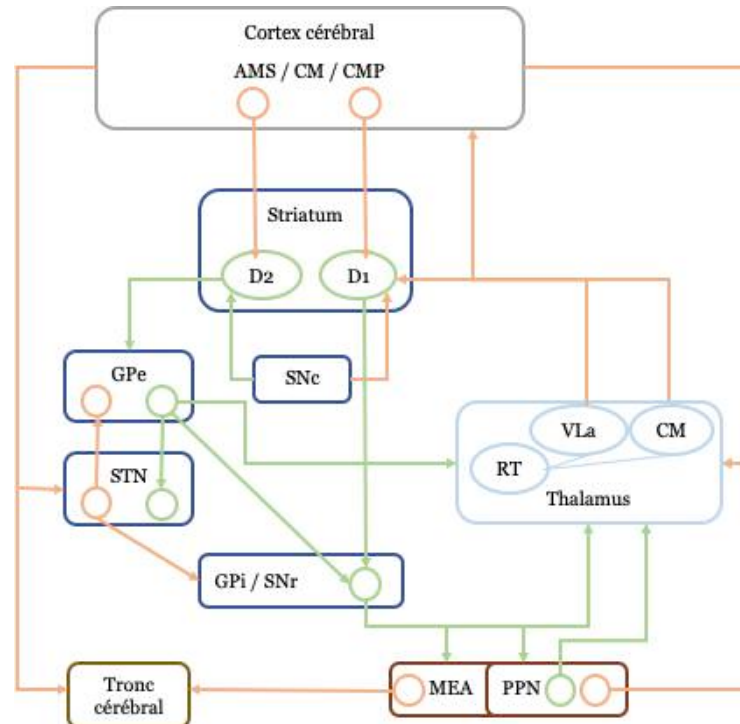 Cortex cérébral
AMS / CM / CMP
Striatum
D2
D1
GPe
SNc
VLa
CM
RT
STN
Thalamus
GPi / SNr
Tronc
cérébral
MEA
PPN